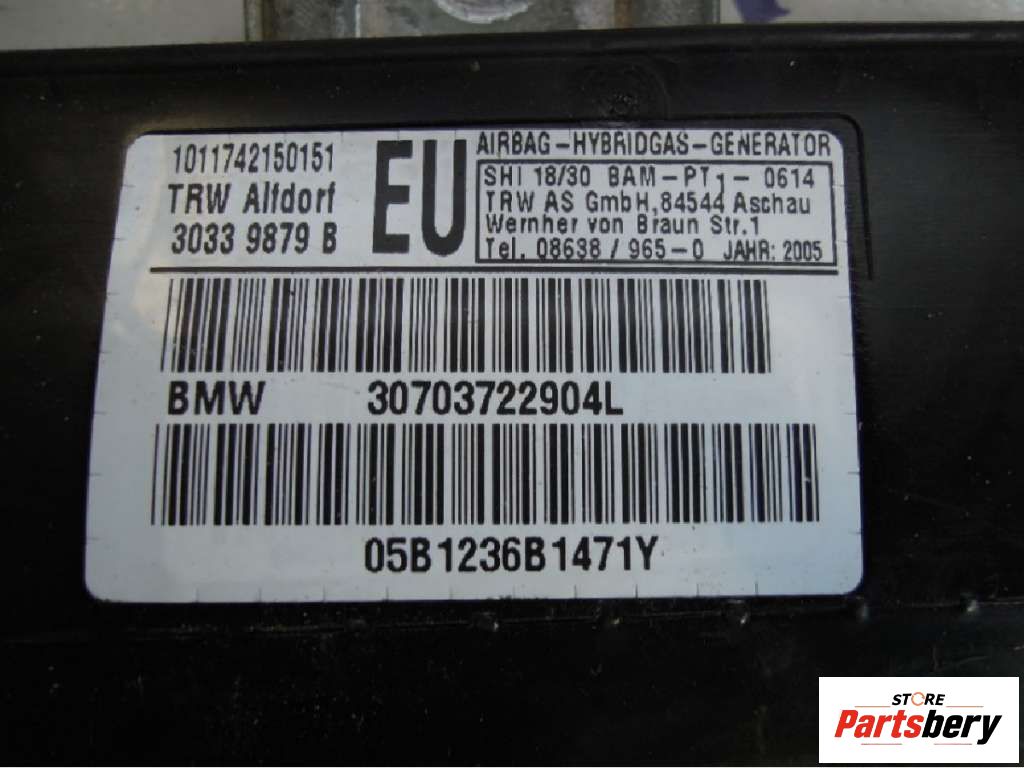 1011742150151
TRW Alfdorf
3033 9879 B
EU
AIRBAG-HYBRIDGAS-GENERATOR
SHI 18/30 BAM-PT1-0614
TRW AS GmbH,84544 Aschau
Wernher von Braun Str.1
Tel. 08638 / 965-0 JAHR: 2005
BMW 30703722904L
05B1236B1471Y
STORE
Partsbery